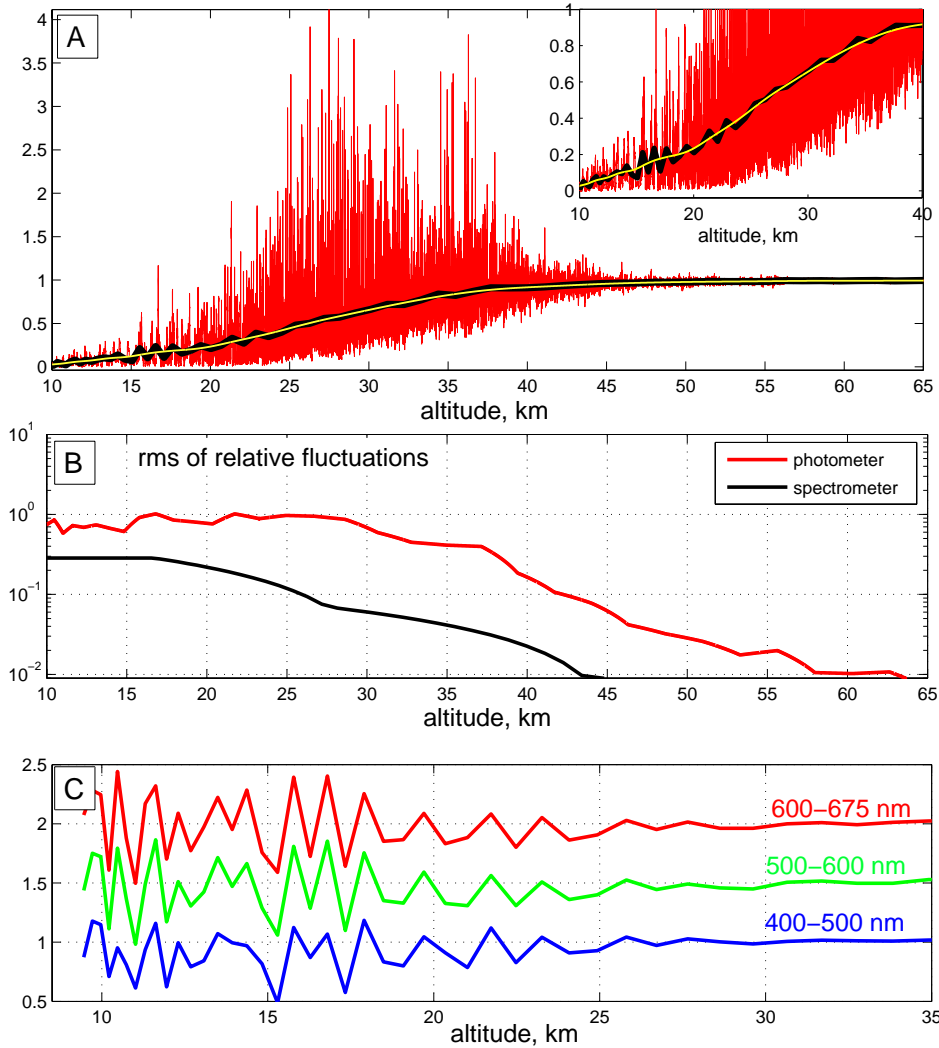 A
4
3.5
3
2.5
2
1.5
1
0.5
0
10 15 20 25 30 35 40 45 50 55 60 65
altitude, km
1
0.8
0.6
0.4
0.2
0
10 20 30 40
altitude, km
B
rms of relative fluctuations
photometer
spectrometer
10^1
10^0
10^−1
10^−2
10 15 20 25 30 35 40 45 50 55 60 65
altitude, km
C
2.5
2
1.5
1
0.5
600−675 nm
500−600 nm
400−500 nm
10 15 20 25 30 35
altitude, km